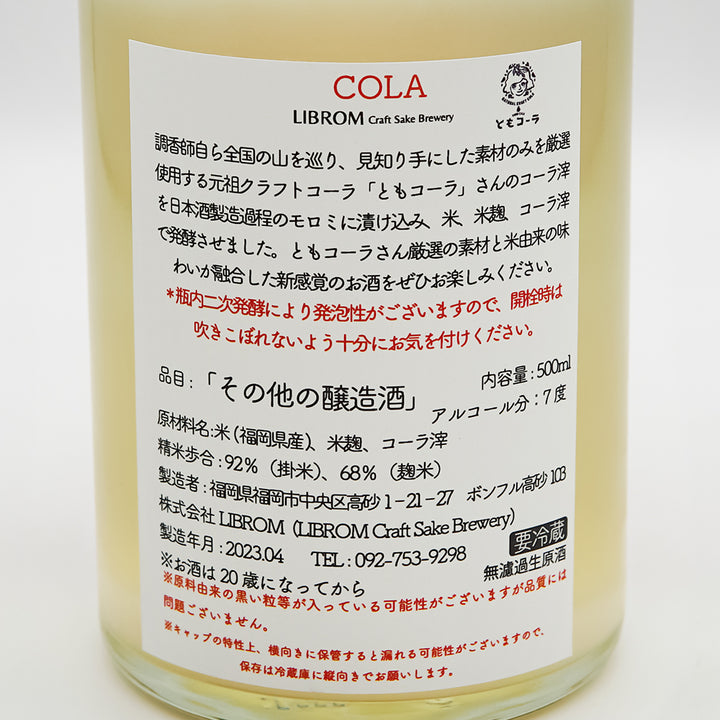 COLA
LIBROM Craft Sake Brewery
ともコーラ
調香師自ら全国の山を巡り、見知り手にした素材のみを厳選
使用する元祖クラフトコーラ「ともコーラ」さんのコーラ滓
を日本酒製造過程のモロミに漬け込み、米、米麹、コーラ滓
で発酵させました。ともコーラさん厳選の素材と米由来の味
わいが融合した新感覚のお酒をぜひお楽しみください。
*瓶内二次発酵により発泡性がございますので、開栓時は
吹きこぼれないよう十分にお気を付けください。
品目:「その他の醸造酒」 内容量:500ml
アルコール分:7度
原材料名:米(福岡県産)、米麹、コーラ滓
精米歩合:92%(掛米)、68%(麹米)
製造者:福岡県福岡市中央区高砂1-21-27 ボンフル高砂103
株式会社LIBROM (LIBROM Craft Sake Brewery)
製造年月:2023.04 TEL:092-753-9298
要冷蔵
無濾過生原酒
※お酒は20歳になってから
※原料由来の黒い粒等が入っている可能性がございますが品質には
問題ございません。
※キャップの特性上、横向きに保管すると漏れる可能性がございますので、
保存は冷蔵庫に縦向きでお願いします。